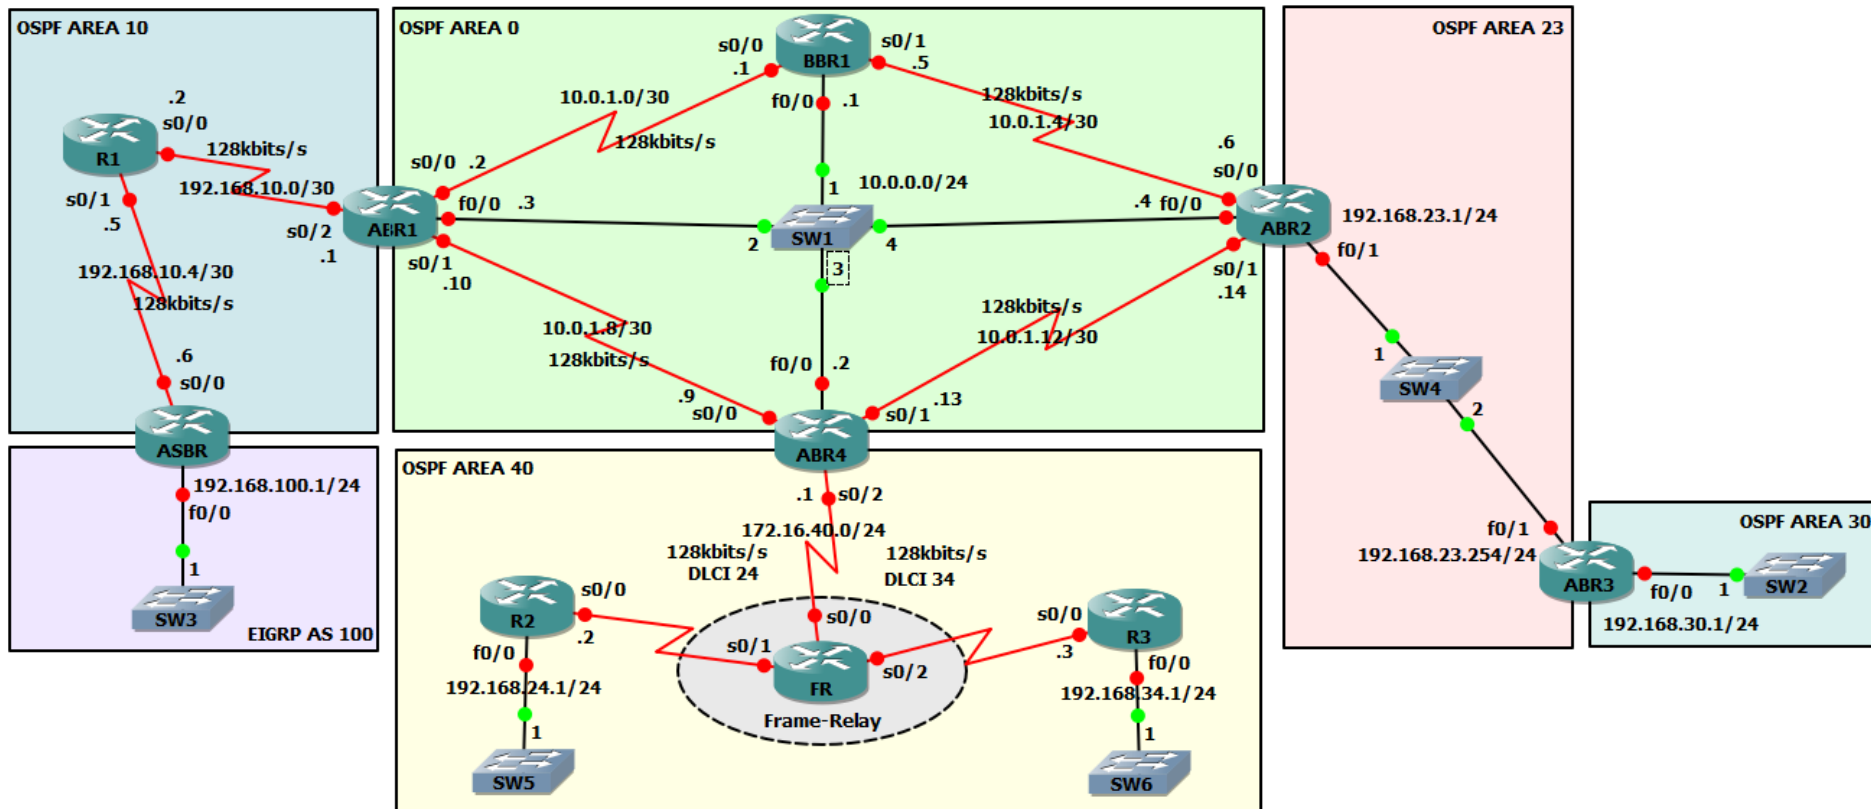 OSPF AREA 10
.2
s0/0
R1
128kbits/s
192.168.10.0/30
s0/1
.5
s0/2
.1
192.168.10.4/30
128kbits/s
.6
s0/0
ASBR
192.168.100.1/24
f0/0
1
SW3
EIGRP AS 100
OSPF AREA 0
s0/0
.1
BBR1
s0/1
.5
f0/0
.1
10.0.1.0/30
128kbits/s
128kbits/s
10.0.1.4/30
s0/0
.2
ABR1
f0/0
.3
s0/1
.10
1
10.0.0.0/24
2
SW1
4
3
.6
s0/0
.4
f0/0
ABR2
s0/1
.14
10.0.1.8/30
128kbits/s
128kbits/s
10.0.1.12/30
f0/0
.2
.9
s0/0
.13
s0/1
ABR4
OSPF AREA 40
.1
s0/2
172.16.40.0/24
128kbits/s
DLCI 24
128kbits/s
DLCI 34
s0/0
R2
.2
f0/0
192.168.24.1/24
1
SW5
s0/0
s0/1
s0/2
FR
Frame-Relay
s0/0
R3
.3
f0/0
192.168.34.1/24
1
SW6
OSPF AREA 23
192.168.23.1/24
f0/1
1
SW4
2
f0/1
192.168.23.254/24
ABR3
OSPF AREA 30
f0/0
1
SW2
192.168.30.1/24